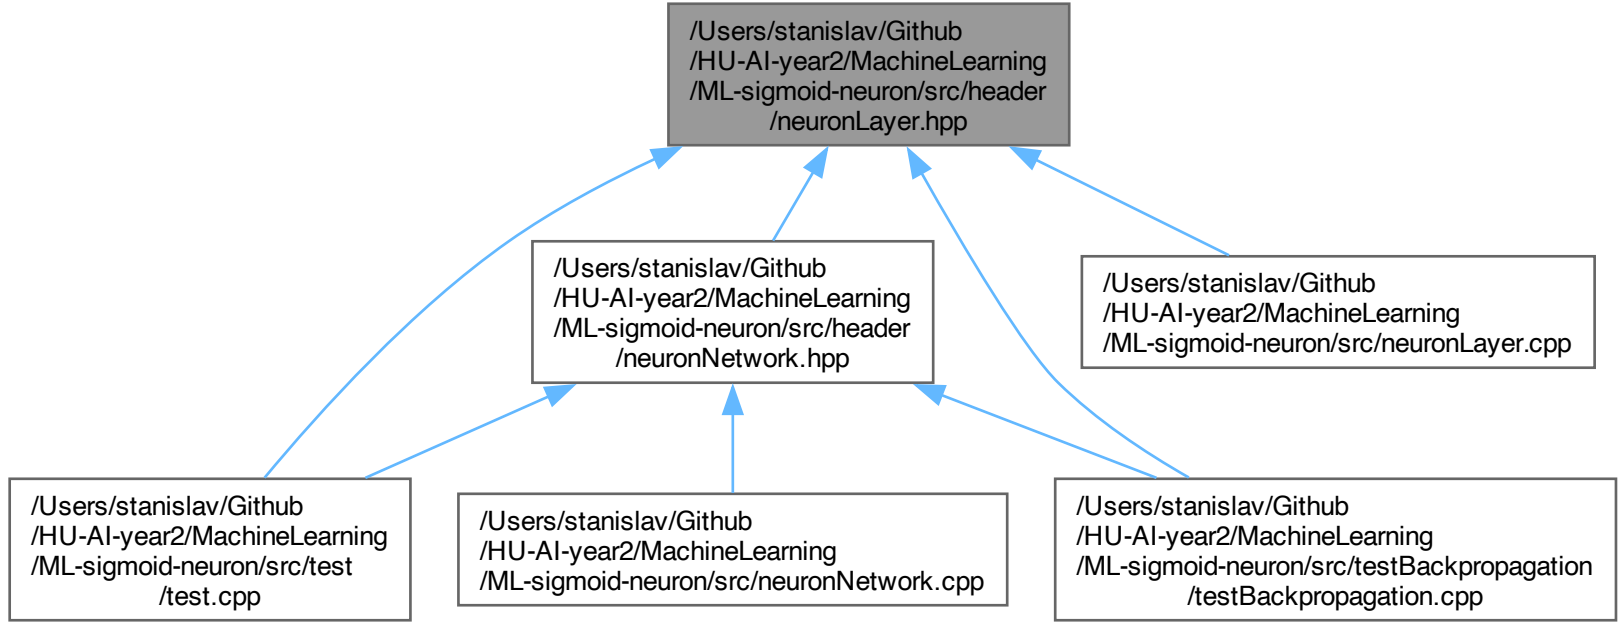 /Users/stanislav/Github
/HU-AI-year2/MachineLearning
/ML-sigmoid-neuron/src/header
/neuronLayer.hpp
/Users/stanislav/Github
/HU-AI-year2/MachineLearning
/ML-sigmoid-neuron/src/header
/neuronNetwork.hpp
/Users/stanislav/Github
/HU-AI-year2/MachineLearning
/ML-sigmoid-neuron/src/neuronLayer.cpp
/Users/stanislav/Github
/HU-AI-year2/MachineLearning
/ML-sigmoid-neuron/src/test
/test.cpp
/Users/stanislav/Github
/HU-AI-year2/MachineLearning
/ML-sigmoid-neuron/src/neuronNetwork.cpp
/Users/stanislav/Github
/HU-AI-year2/MachineLearning
/ML-sigmoid-neuron/src/testBackpropagation
/testBackpropagation.cpp